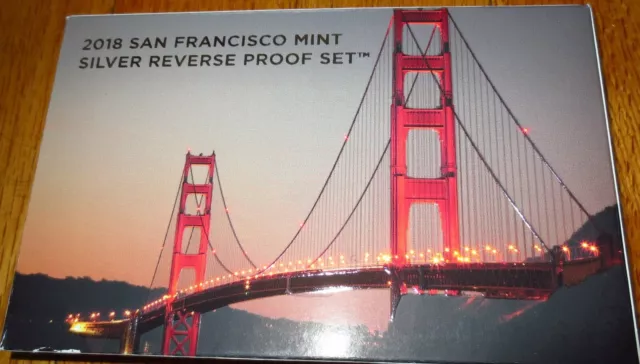 2018 SAN FRANCISCO MINT
SILVER REVERSE PROOF SET™